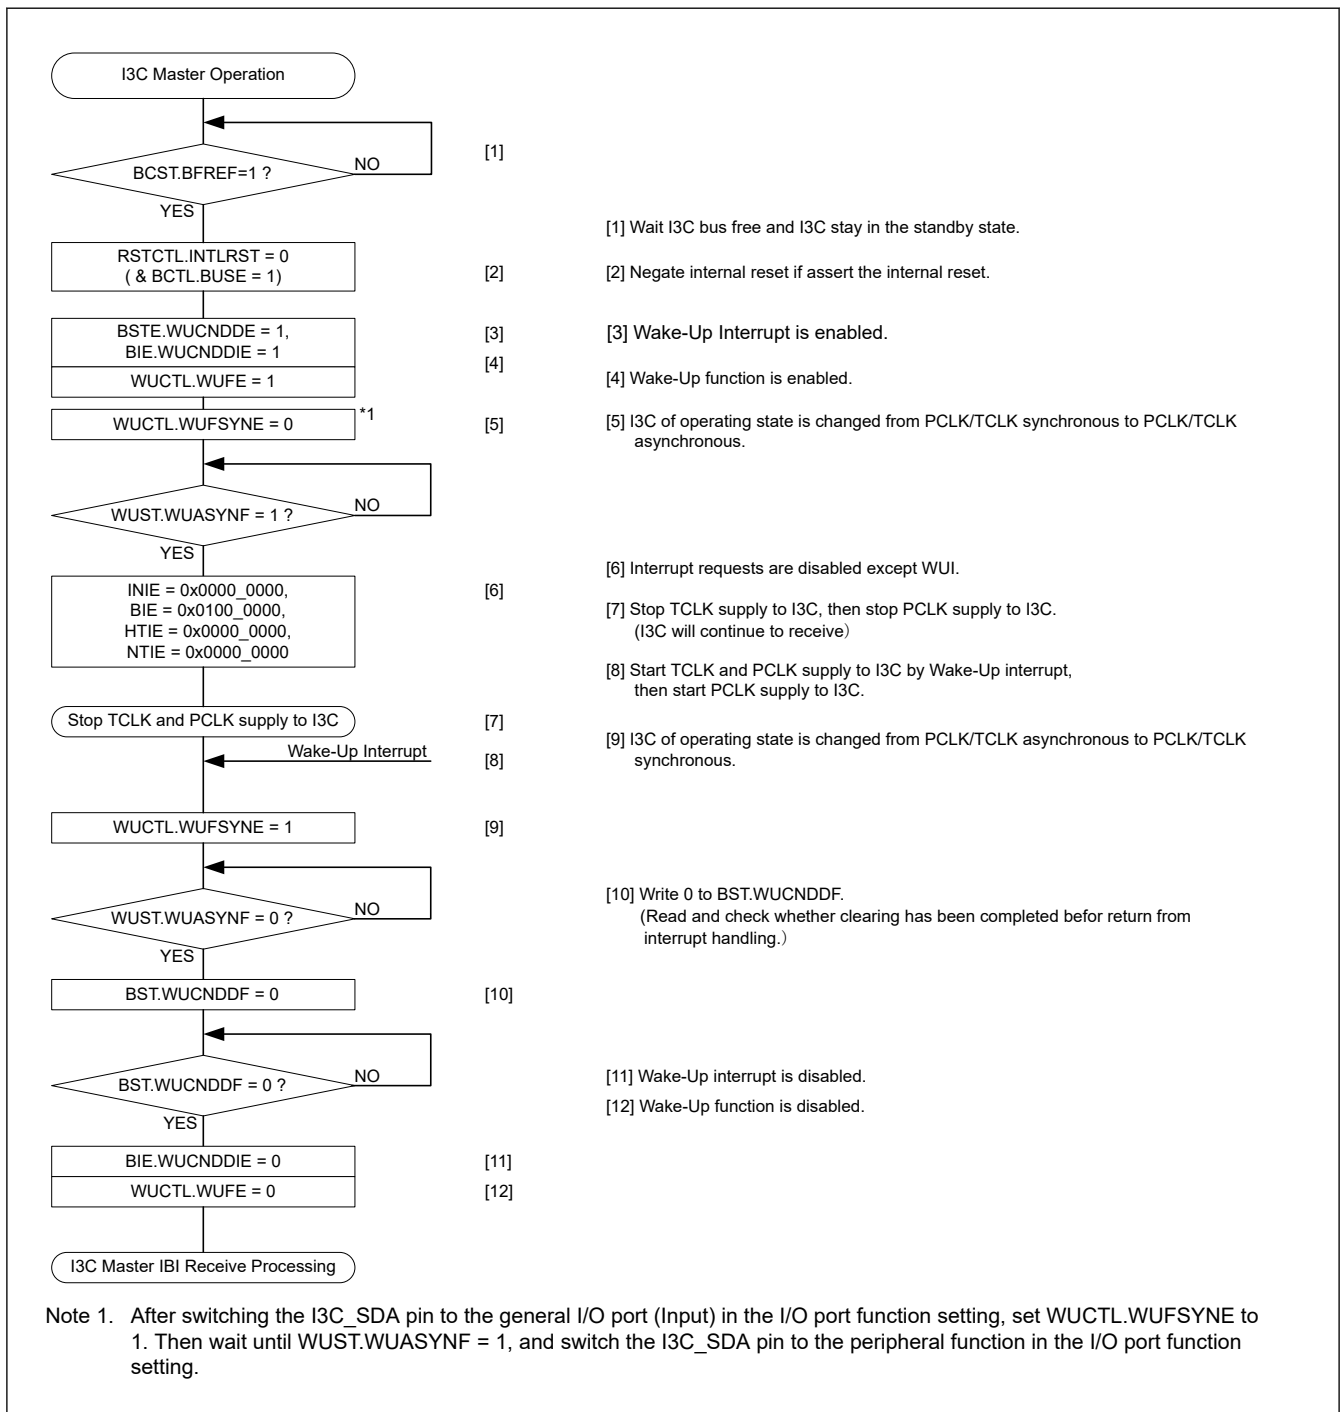 I3C Master Operation
BCST.BFREF=1 ?
NO
[1]
YES
[1] Wait I3C bus free and I3C stay in the standby state.
RSTCTL.INTLRST = 0
( & BCTL.BUSE = 1)
[2]
[2] Negate internal reset if assert the internal reset.
BSTE.WUCNDDE = 1,
BIE.WUCNDDIE = 1
[3]
[3] Wake-Up Interrupt is enabled.
[4]
WUCTL.WUFE = 1
[4] Wake-Up function is enabled.
WUCTL.WUFSYNE = 0
*1
[5]
[5] I3C of operating state is changed from PCLK/TCLK synchronous to PCLK/TCLK
asynchronous.
WUST.WUASYNF = 1 ?
NO
YES
[6] Interrupt requests are disabled except WUI.
INIE = 0x0000_0000,
BIE = 0x0100_0000,
HTIE = 0x0000_0000,
NTIE = 0x0000_0000
[6]
[7] Stop TCLK supply to I3C, then stop PCLK supply to I3C.
(I3C will continue to receive）
[8] Start TCLK and PCLK supply to I3C by Wake-Up interrupt,
then start PCLK supply to I3C.
Stop TCLK and PCLK supply to I3C
[7]
Wake-Up Interrupt
[8]
[9] I3C of operating state is changed from PCLK/TCLK asynchronous to PCLK/TCLK
synchronous.
WUCTL.WUFSYNE = 1
[9]
WUST.WUASYNF = 0 ?
NO
YES
[10] Write 0 to BST.WUCNDDF.
(Read and check whether clearing has been completed befor return from
interrupt handling.）
BST.WUCNDDF = 0
[10]
BST.WUCNDDF = 0 ?
NO
YES
[11] Wake-Up interrupt is disabled.
[12] Wake-Up function is disabled.
BIE.WUCNDDIE = 0
[11]
WUCTL.WUFE = 0
[12]
I3C Master IBI Receive Processing
Note 1. After switching the I3C_SDA pin to the general I/O port (Input) in the I/O port function setting, set WUCTL.WUFSYNE to
1. Then wait until WUST.WUASYNF = 1, and switch the I3C_SDA pin to the peripheral function in the I/O port function
setting.